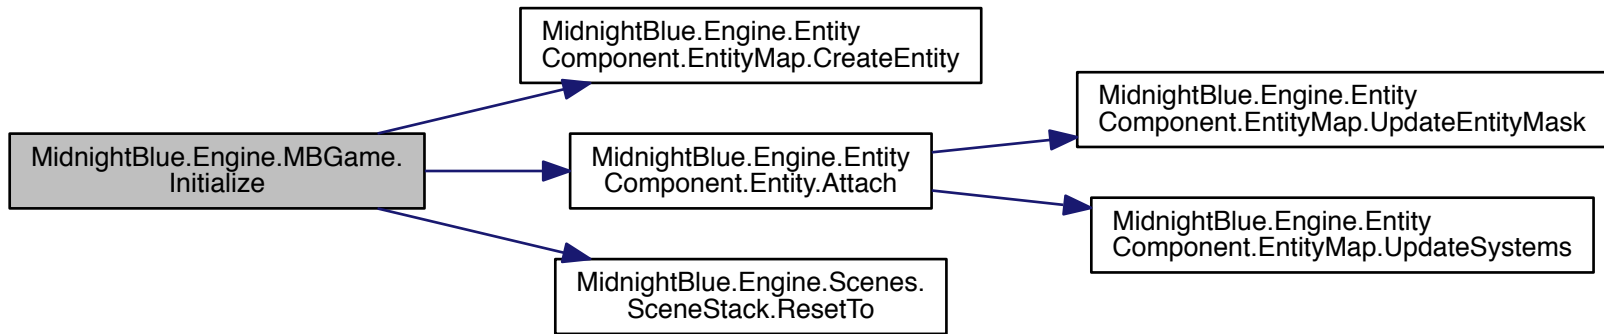 MidnightBlue.Engine.MBGame.
Initialize
MidnightBlue.Engine.Entity
Component.EntityMap.CreateEntity
MidnightBlue.Engine.Entity
Component.Entity.Attach
MidnightBlue.Engine.Scenes.
SceneStack.ResetTo
MidnightBlue.Engine.Entity
Component.EntityMap.UpdateEntityMask
MidnightBlue.Engine.Entity
Component.EntityMap.UpdateSystems